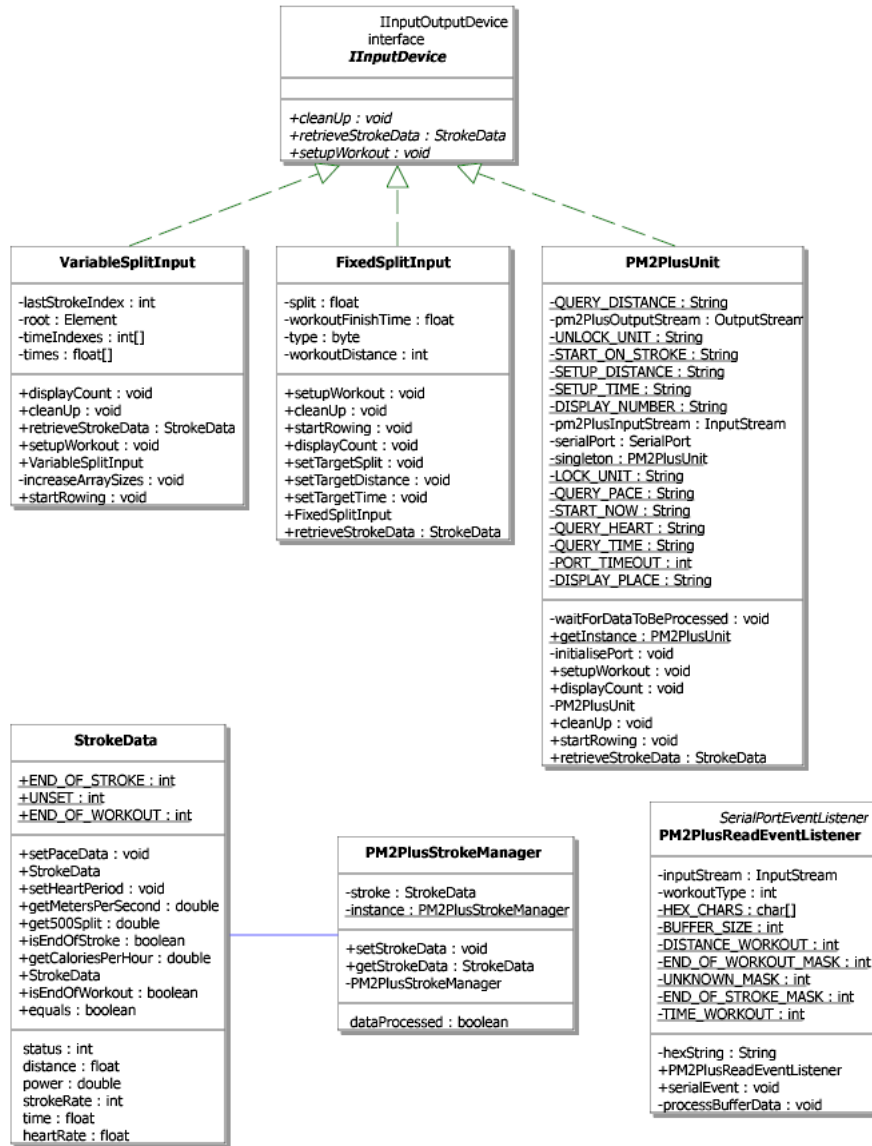 IInputOutputDevice
interface
IInputDevice
+cleanUp : void
+retrieveStrokeData : StrokeData
+setupWorkout : void
VariableSplitInput
-lastStrokeIndex : int
-root : Element
-timeIndexes : int[]
-times : float[]
+displayCount : void
+cleanUp : void
+retrieveStrokeData : StrokeData
+setupWorkout : void
+VariableSplitInput
-increaseArraySizes : void
+startRowing : void
FixedSplitInput
-split : float
-workoutFinishTime : float
-type : byte
-workoutDistance : int
+setupWorkout : void
+cleanUp : void
+startRowing : void
+displayCount : void
+setTargetSplit : void
+setTargetDistance : void
+setTargetTime : void
+FixedSplitInput
+retrieveStrokeData : StrokeData
PM2PlusUnit
-QUERY_DISTANCE : String
-pm2PlusOutputStream : OutputStream
-UNLOCK_UNIT : String
-START_ON_STROKE : String
-SETUP_DISTANCE : String
-SETUP_TIME : String
-DISPLAY_NUMBER : String
-pm2PlusInputStream : InputStream
-serialPort : SerialPort
-singleton : PM2PlusUnit
-LOCK_UNIT : String
-QUERY_PACE : String
-START_NOW : String
-QUERY_HEART : String
-QUERY_TIME : String
-PORT_TIMEOUT : int
-DISPLAY_PLACE : String
-waitForDataToBeProcessed : void
+getInstance : PM2PlusUnit
-initialisePort : void
+setupWorkout : void
+displayCount : void
-PM2PlusUnit
+cleanUp : void
+startRowing : void
+retrieveStrokeData : StrokeData
StrokeData
+END_OF_STROKE : int
+UNSET : int
+END_OF_WORKOUT : int
+setPaceData : void
+StrokeData
+setHeartPeriod : void
+getMetersPerSecond : double
+get500Split : double
+isEndOfStroke : boolean
+getCaloriesPerHour : double
+StrokeData
+isEndOfWorkout : boolean
+equals : boolean
status : int
distance : float
power : double
strokeRate : int
time : float
heartRate : float
PM2PlusStrokeManager
-stroke : StrokeData
-instance : PM2PlusStrokeManager
+setStrokeData : void
+getStrokeData : StrokeData
-PM2PlusStrokeManager
dataProcessed : boolean
SerialPortEventListener
PM2PlusReadEventListener
-inputStream : InputStream
-workoutType : int
-HEX_CHARS : char[]
-BUFFER_SIZE : int
-DISTANCE_WORKOUT : int
-END_OF_WORKOUT_MASK : int
-UNKNOWN_MASK : int
-END_OF_STROKE_MASK : int
-TIME_WORKOUT : int
-hexString : String
+PM2PlusReadEventListener
+serialEvent : void
-processBufferData : void